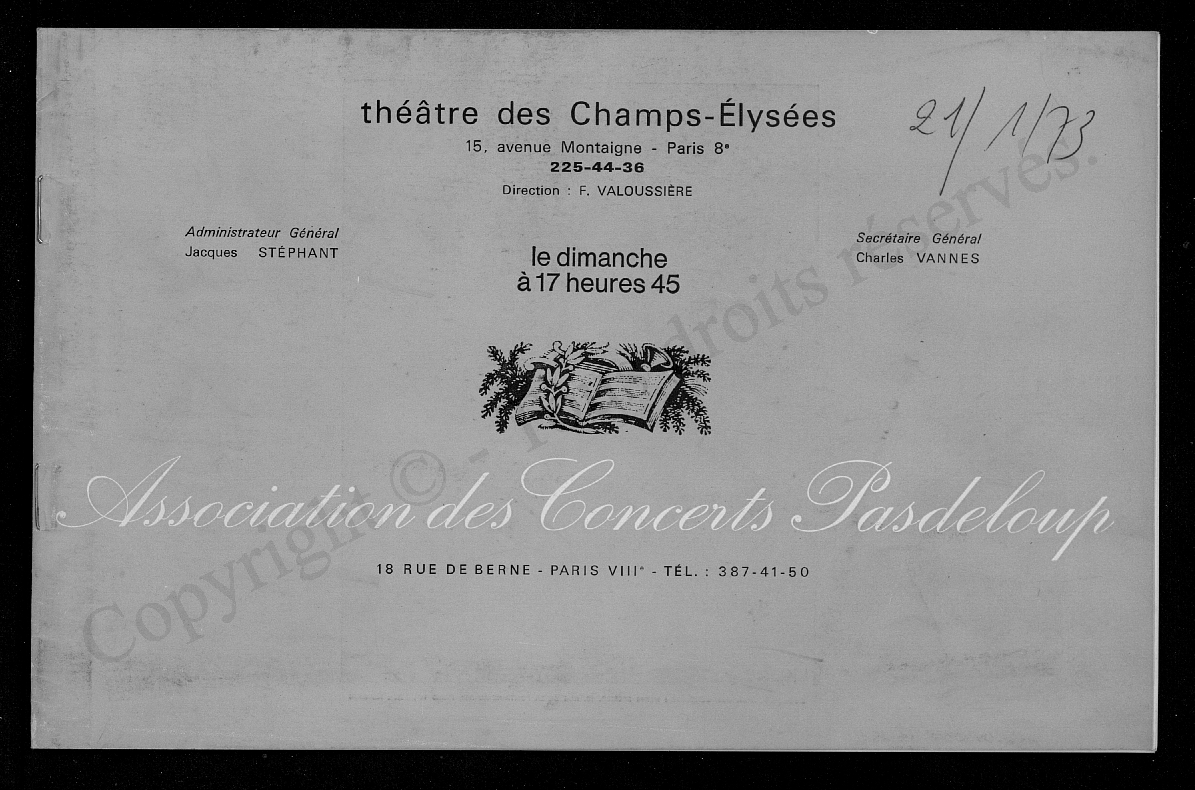 théâtre des Champs-Élysées
15, avenue Montaigne - Paris 8ᵉ
225-44-36
Direction : F. VALOUSSIÈRE
21/1/73
Administrateur Général
Jacques STÉPHANT
Secrétaire Général
Charles VANNES
le dimanche
à 17 heures 45
Association des Concerts Pasdeloup
18 RUE DE BERNE - PARIS VIIIᵉ - TÉL. : 387-41-50
Copyright © - droits réservés.